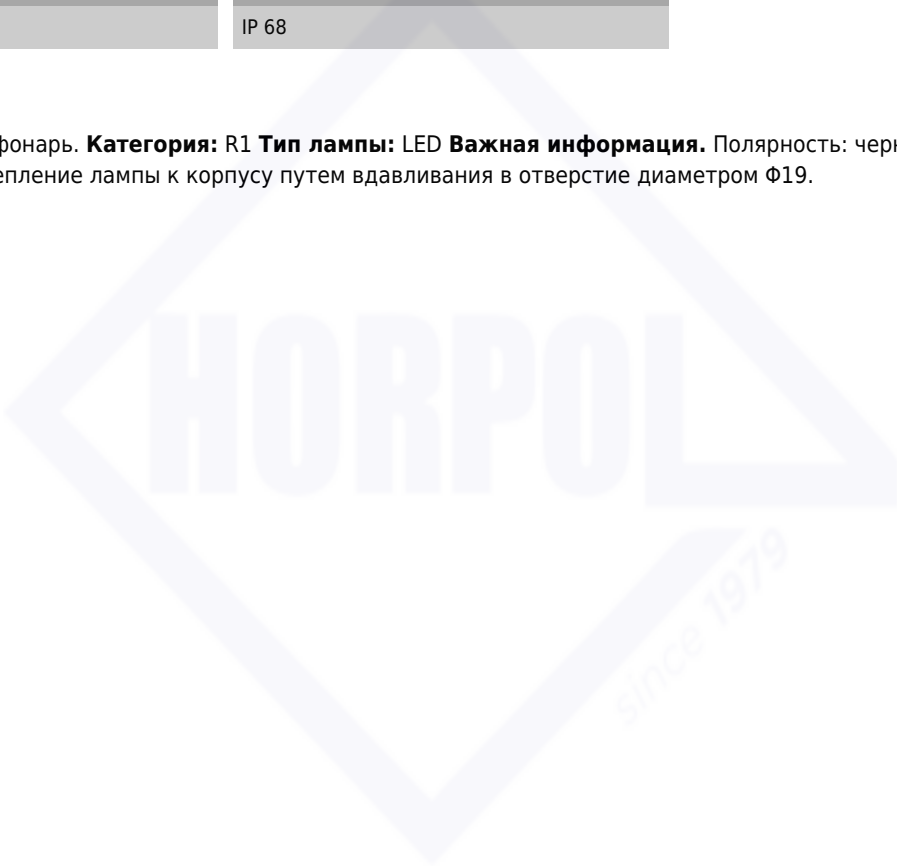 IP 68
фонарь. Категория: R1 Тип лампы: LED Важная информация. Полярность: черн
епление лампы к корпусу путем вдавливания в отверстие диаметром Ф19.
HORPOL
since 1979